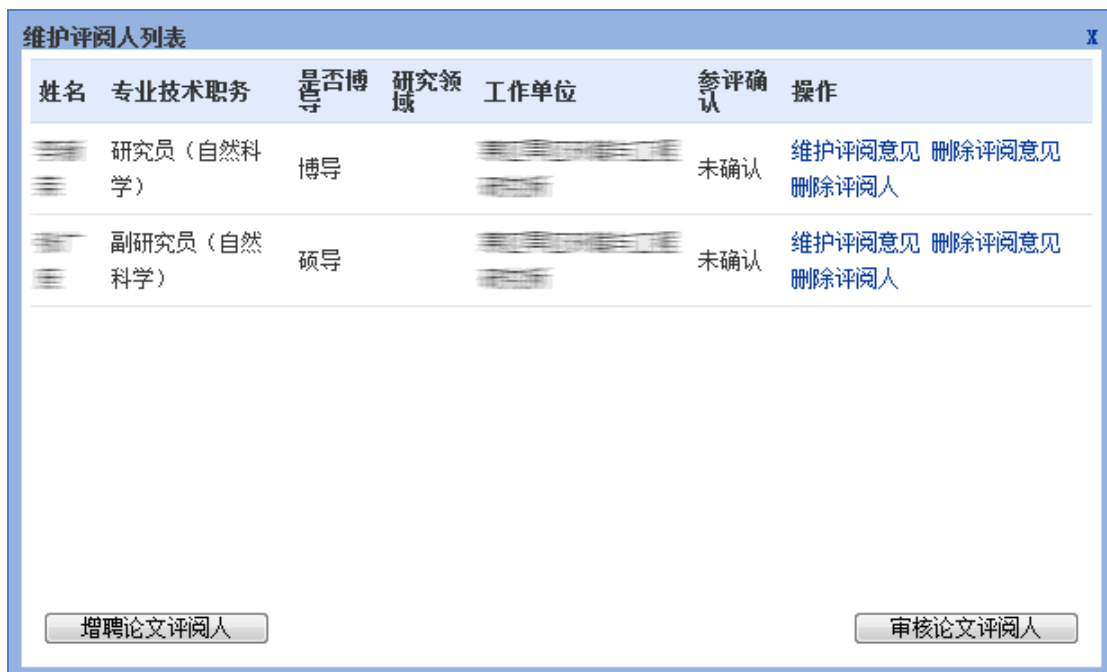 维护评阅人列表 X
姓名 专业技术职务 是否博导 研究领域 工作单位 参评确认 操作
研究员（自然科
学）
博导
未确认
维护评阅意见 删除评阅意见
删除评阅人
副研究员（自然
科学）
硕导
未确认
维护评阅意见 删除评阅意见
删除评阅人
增聘论文评阅人 审核论文评阅人